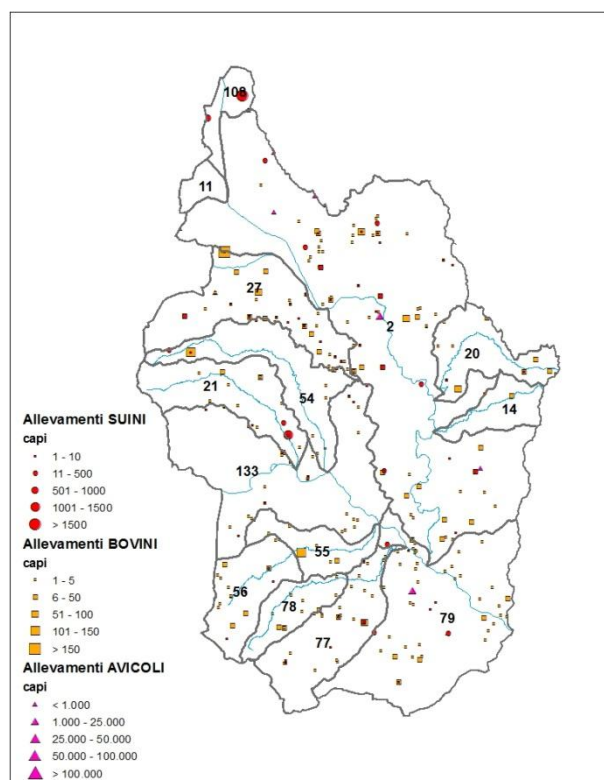 108
11
27
2
20
21
54
14
133
55
56
78
79
77
Allevamenti SUINI
capi
1 - 10
11 - 500
501 - 1000
1001 - 1500
> 1500
Allevamenti BOVINI
capi
1 - 5
6 - 50
51 - 100
101 - 150
> 150
Allevamenti AVICOLI
capi
< 1.000
1.000 - 25.000
25.000 - 50.000
50.000 - 100.000
> 100.000